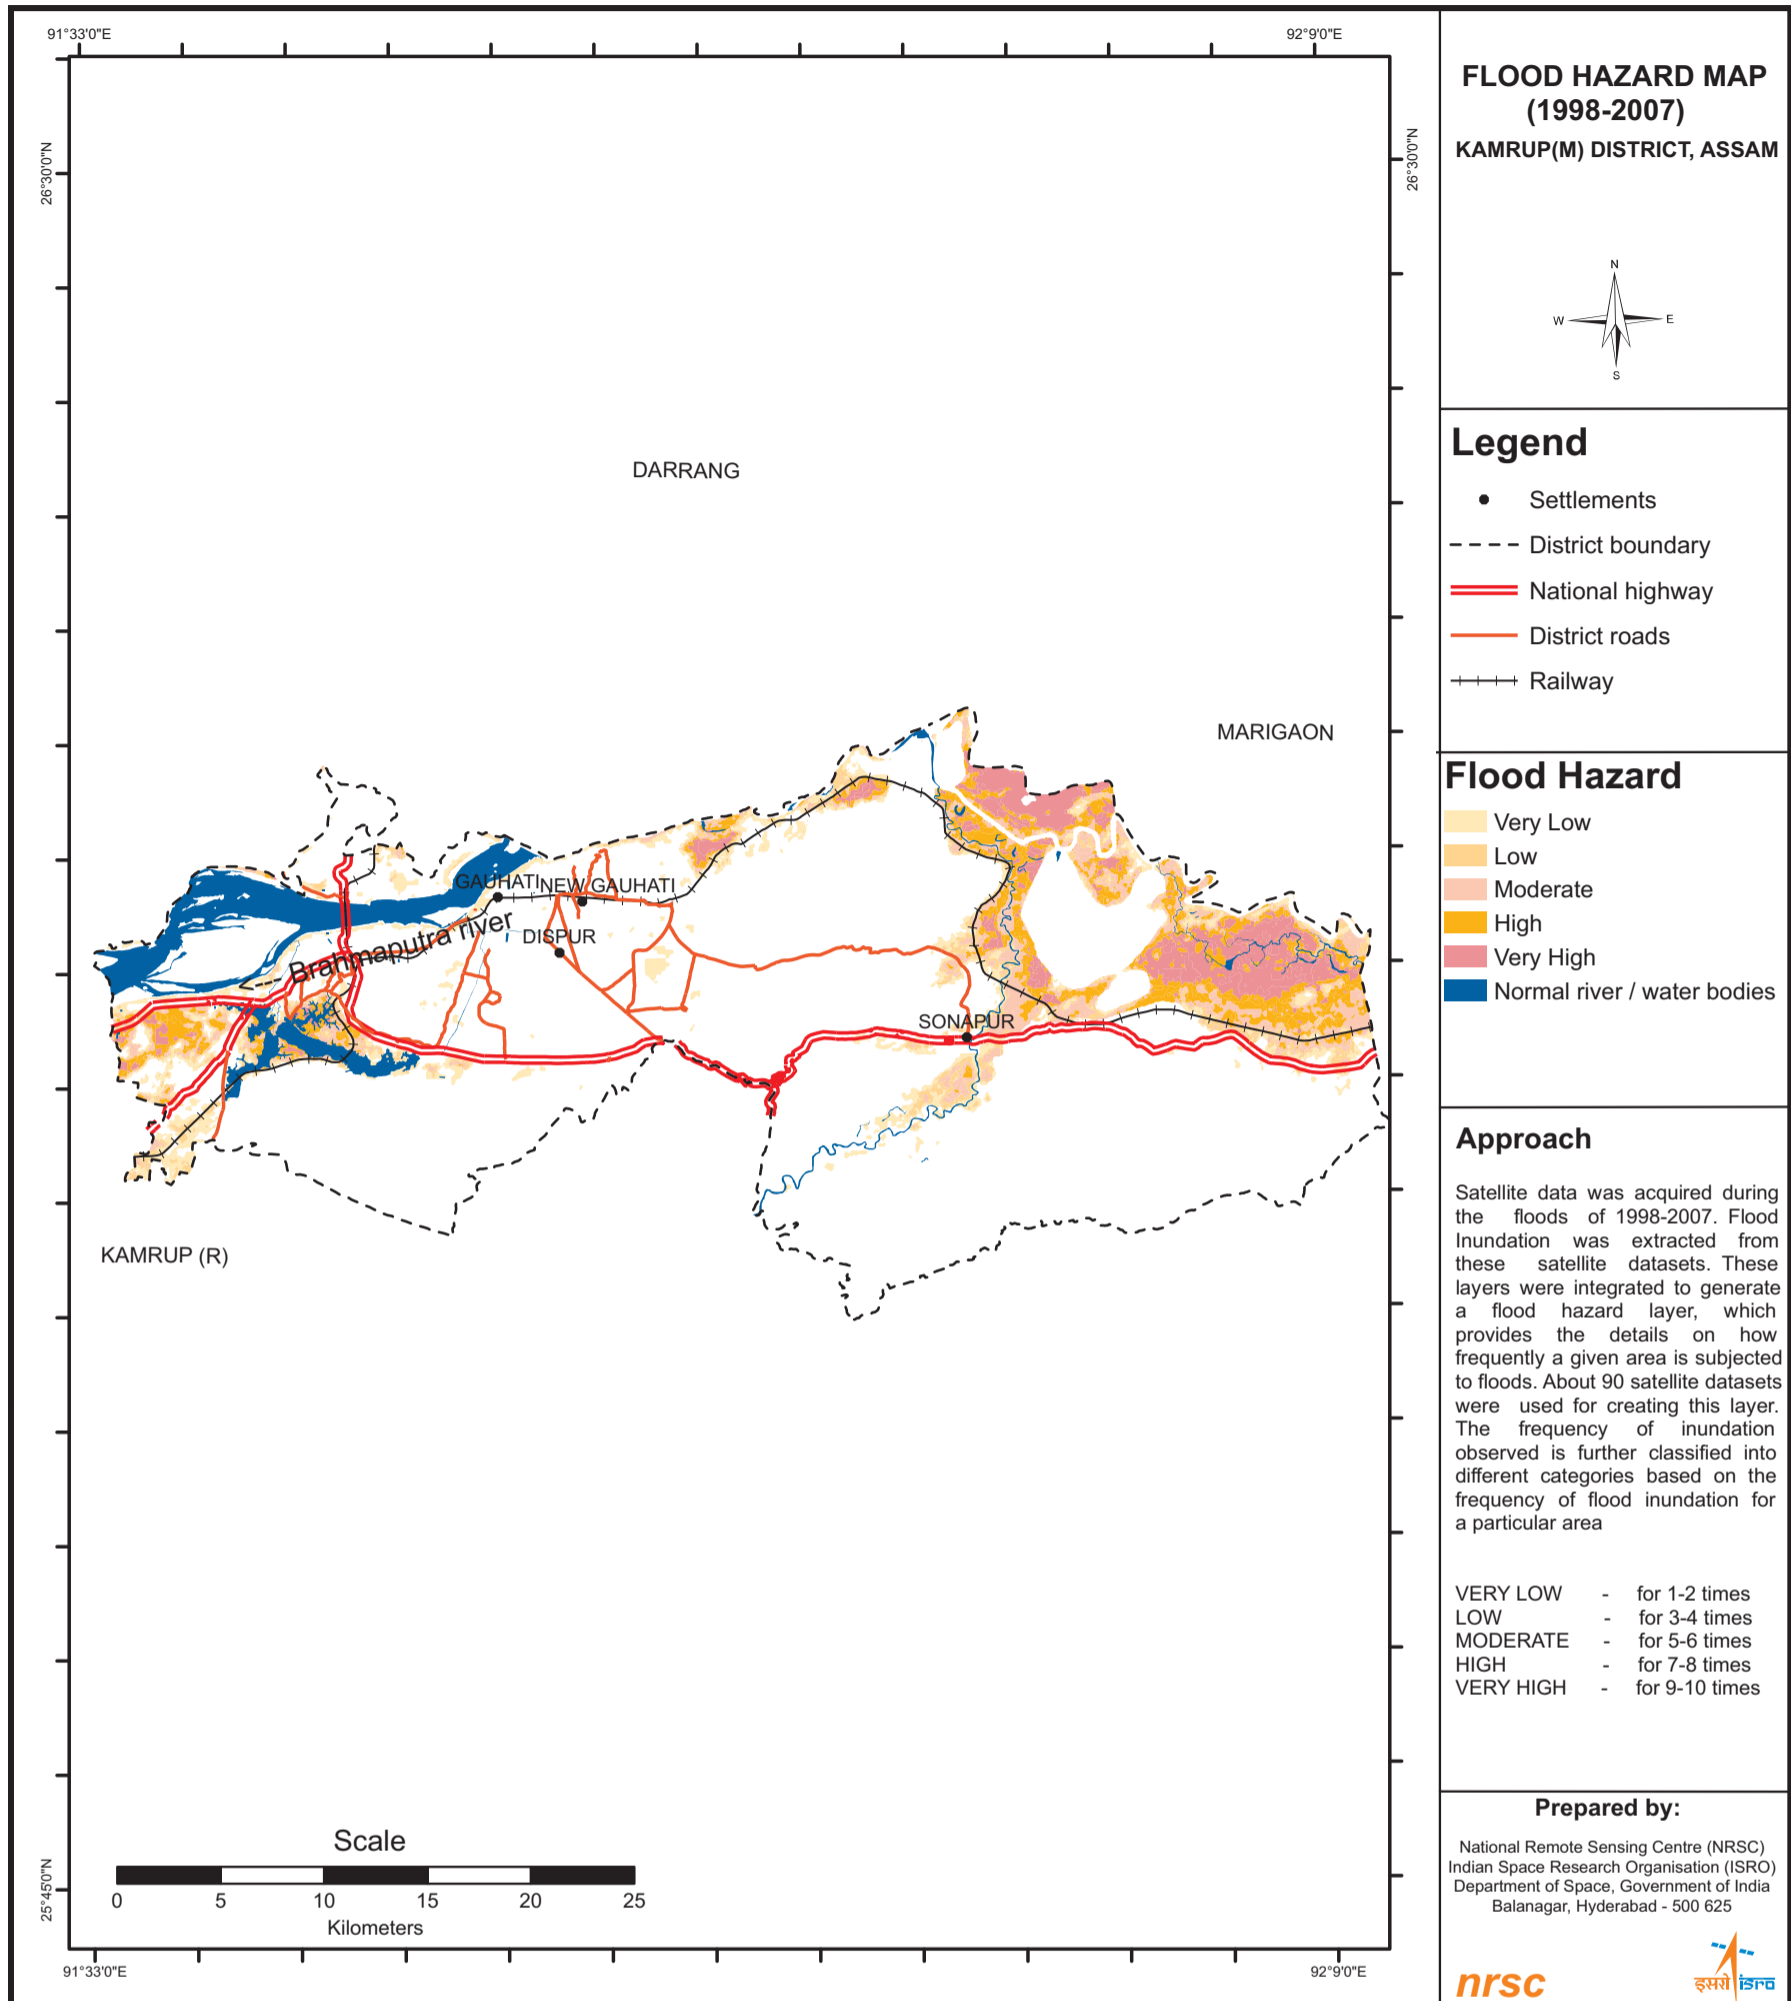 91°33'0"E
92°9'0"E
26°30'0"N
26°30'0"N
DARRANG
MARIGAON
GAUHATI
NEW GAUHATI
Brahmaputra river
DISPUR
SONAPUR
KAMRUP (R)
Scale
0 5 10 15 20 25
Kilometers
25°45'0"N
91°33'0"E
92°9'0"E
FLOOD HAZARD MAP
(1998-2007)
KAMRUP(M) DISTRICT, ASSAM
N
W E
S
Legend
Settlements
District boundary
National highway
District roads
Railway
Flood Hazard
Very Low
Low
Moderate
High
Very High
Normal river / water bodies
Approach
Satellite data was acquired during
the floods of 1998-2007. Flood
Inundation was extracted from
these satellite datasets. These
layers were integrated to generate
a flood hazard layer, which
provides the details on how
frequently a given area is subjected
to floods. About 90 satellite datasets
were used for creating this layer.
The frequency of inundation
observed is further classified into
different categories based on the
frequency of flood inundation for
a particular area
VERY LOW - for 1-2 times
LOW - for 3-4 times
MODERATE - for 5-6 times
HIGH - for 7-8 times
VERY HIGH - for 9-10 times
Prepared by:
National Remote Sensing Centre (NRSC)
Indian Space Research Organisation (ISRO)
Department of Space, Government of India
Balanagar, Hyderabad - 500 625
nrsc
इसरो isro